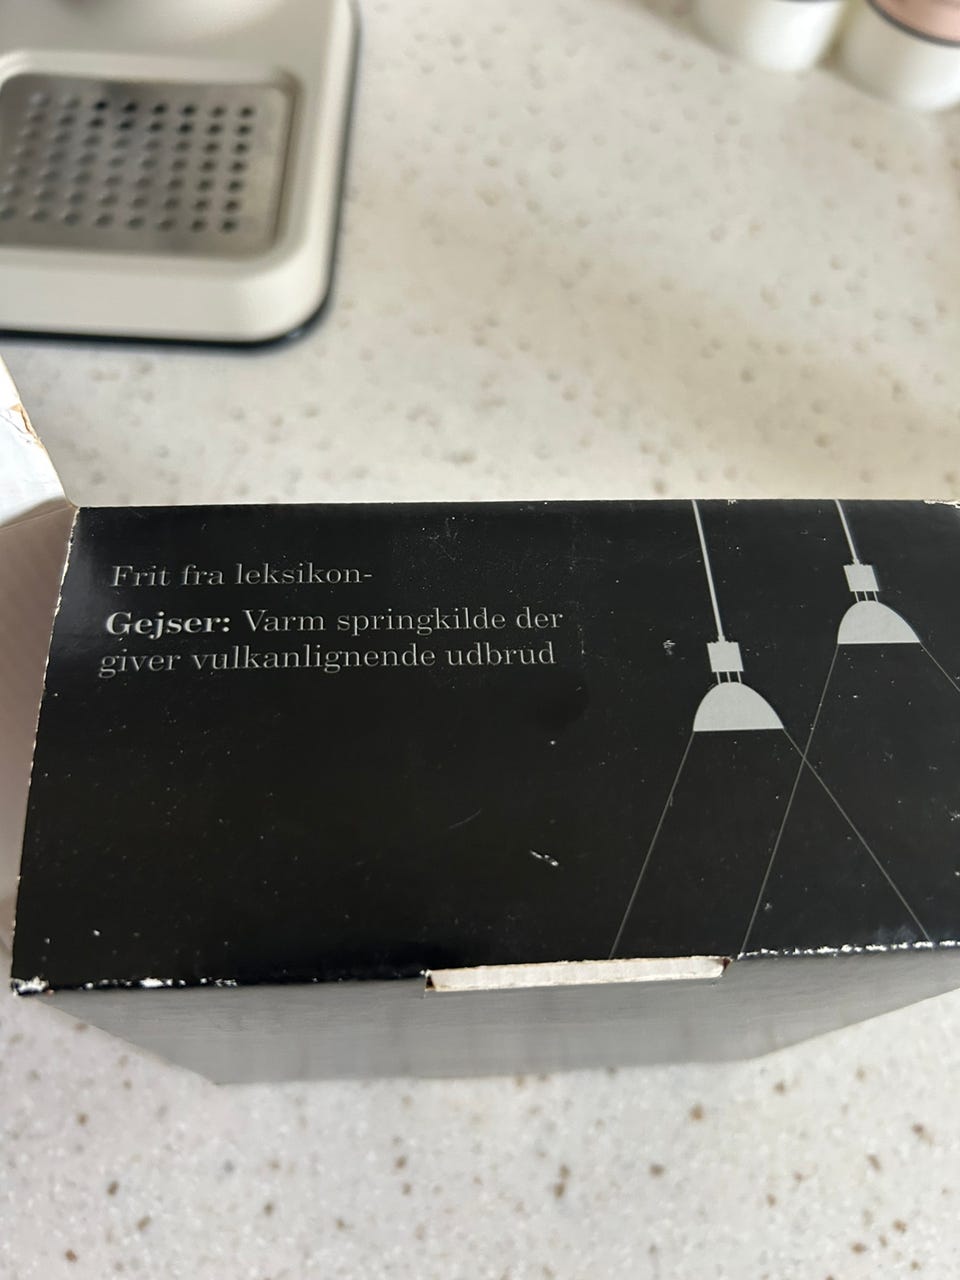 Frit fra leksikon-
Gejser: Varm springkilde der
giver vulkanlignende udbrud